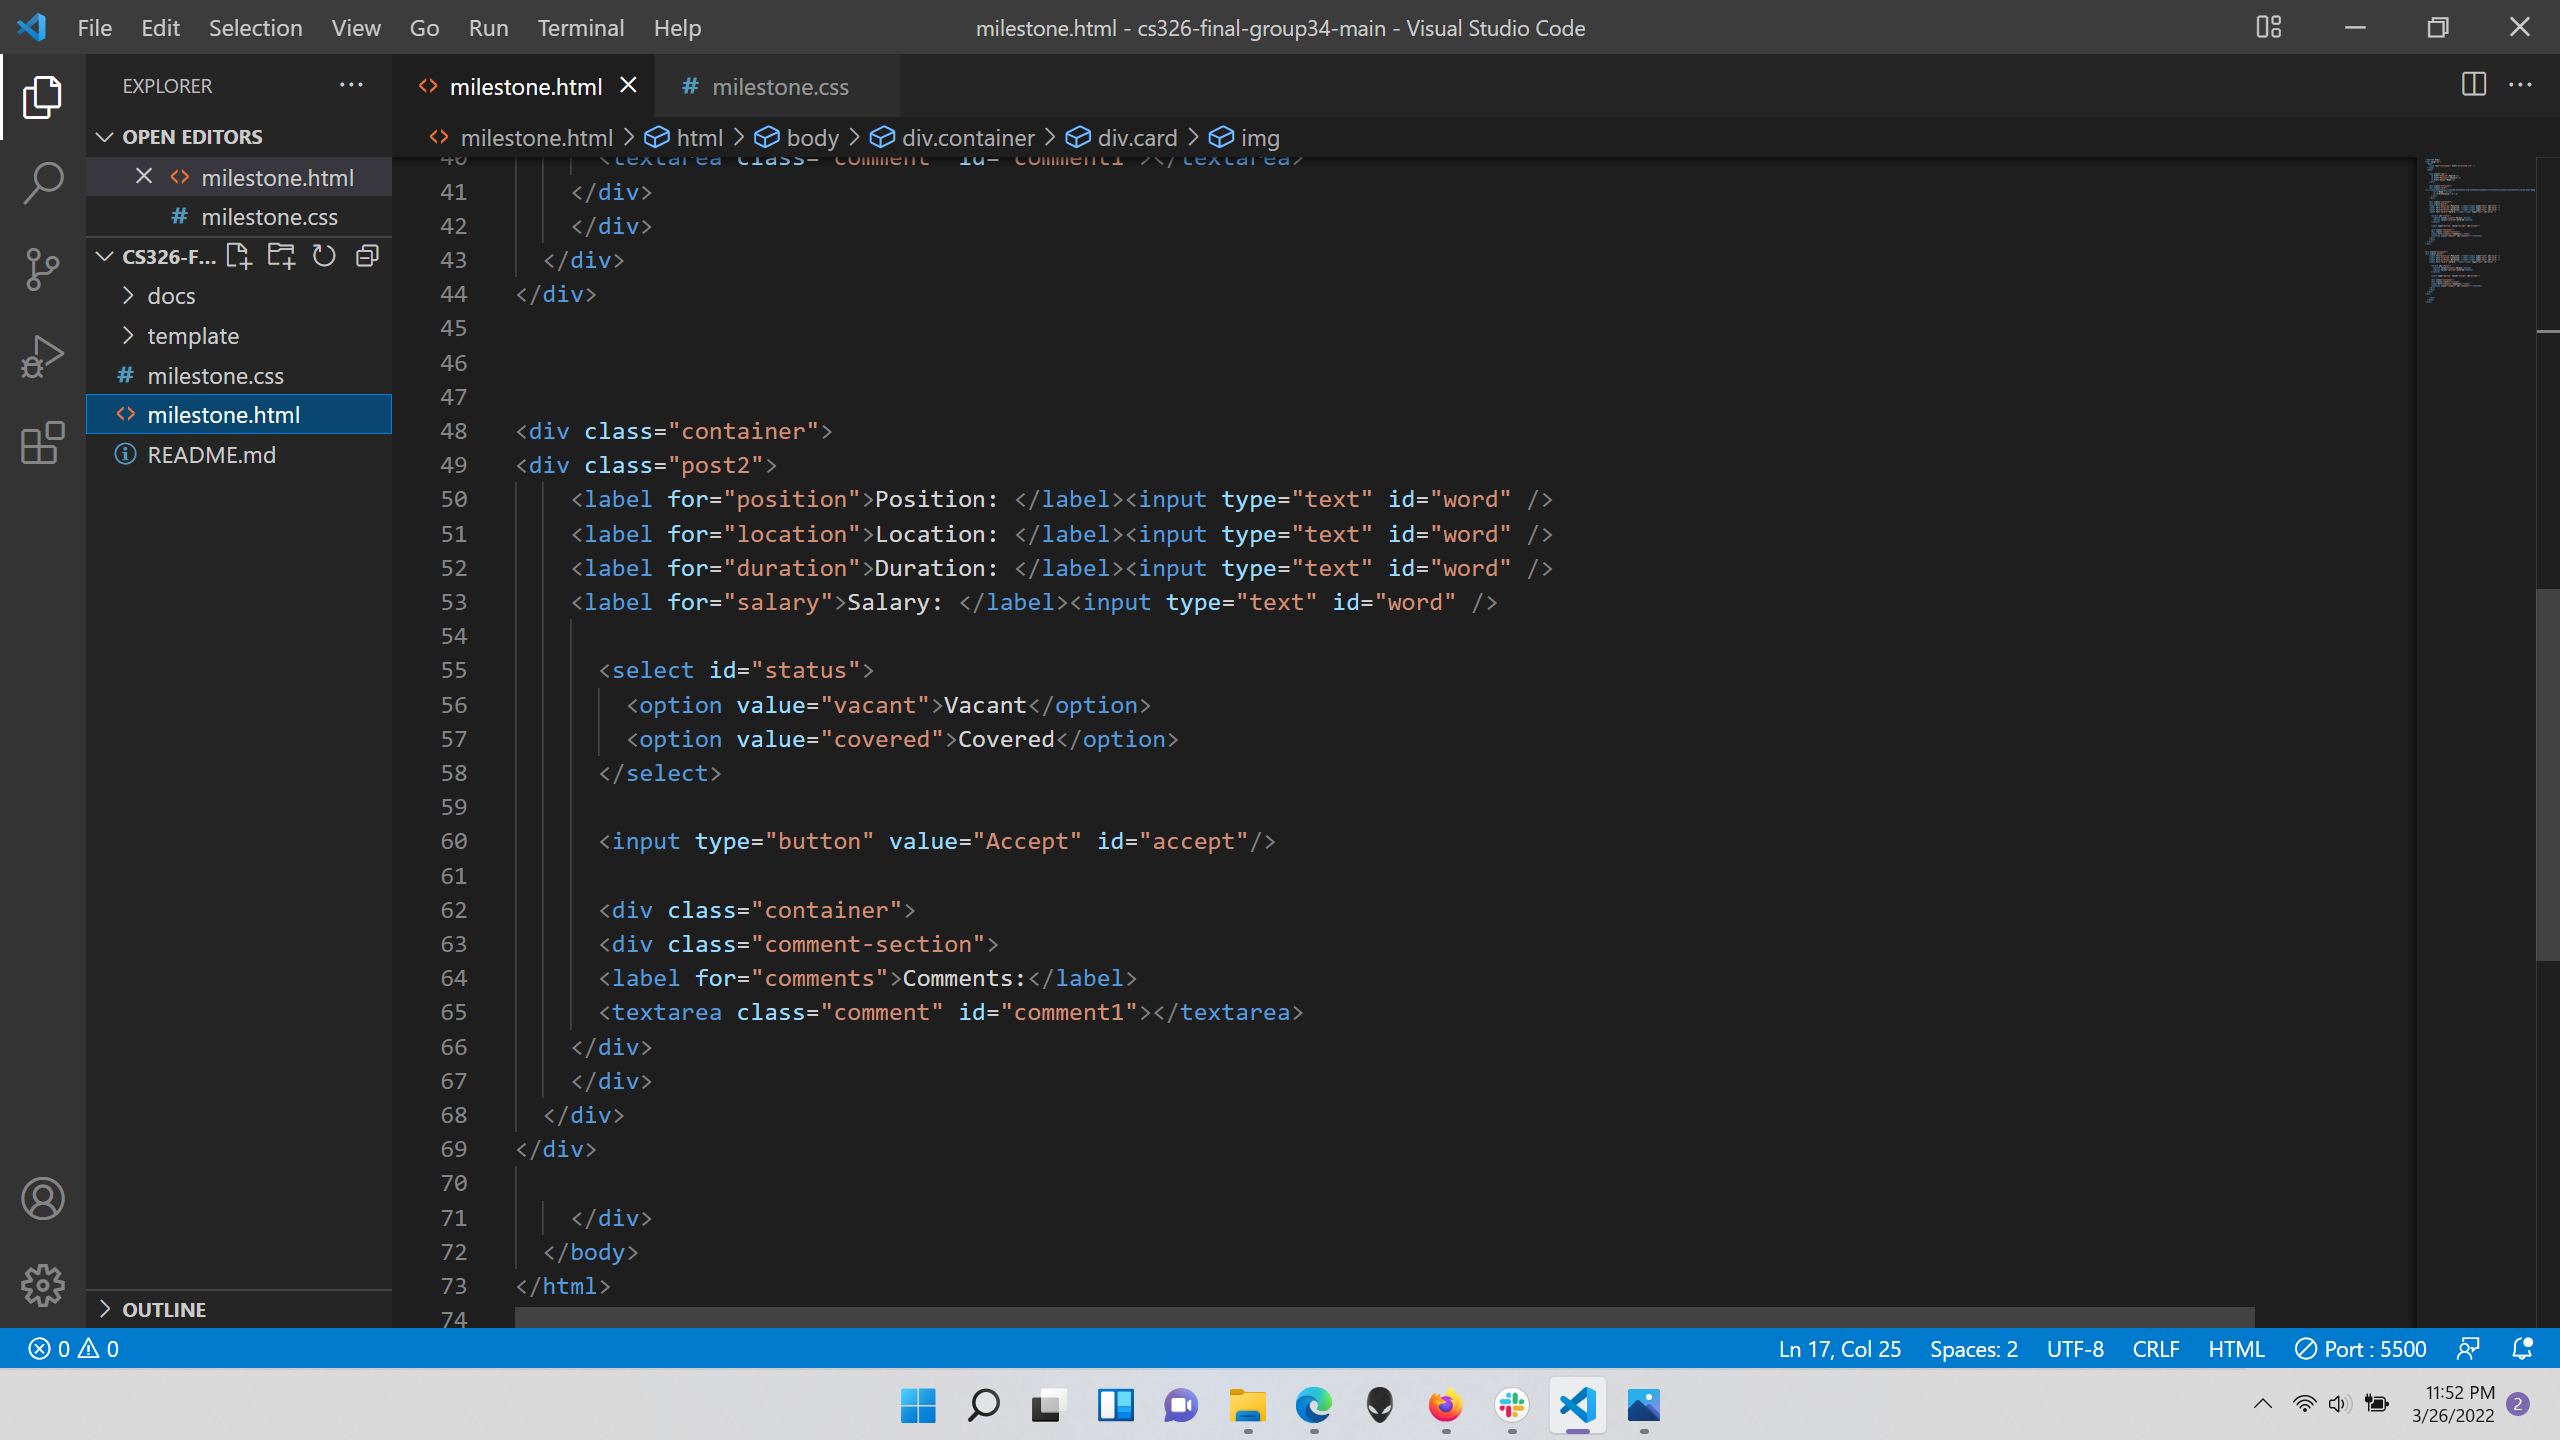 File Edit Selection View Go Run Terminal Help
milestone.html - cs326-final-group34-main - Visual Studio Code
EXPLORER
OPEN EDITORS
milestone.html
# milestone.css
CS326-F...
docs
template
# milestone.css
milestone.html
README.md
OUTLINE
milestone.html
# milestone.css
milestone.html > html > body > div.container > div.card > img
40 <textarea class="comment" id="comment1"></textarea>
41 </div>
42 </div>
43 </div>
44 </div>
45
46
47
48 <div class="container">
49 <div class="post2">
50 <label for="position">Position: </label><input type="text" id="word" />
51 <label for="location">Location: </label><input type="text" id="word" />
52 <label for="duration">Duration: </label><input type="text" id="word" />
53 <label for="salary">Salary: </label><input type="text" id="word" />
54
55 <select id="status">
56 <option value="vacant">Vacant</option>
57 <option value="covered">Covered</option>
58 </select>
59
60 <input type="button" value="Accept" id="accept"/>
61
62 <div class="container">
63 <div class="comment-section">
64 <label for="comments">Comments:</label>
65 <textarea class="comment" id="comment1"></textarea>
66 </div>
67 </div>
68 </div>
69 </div>
70
71 </div>
72 </body>
73 </html>
74
0 0
Ln 17, Col 25 Spaces: 2 UTF-8 CRLF HTML Port : 5500
11:52 PM
3/26/2022
2